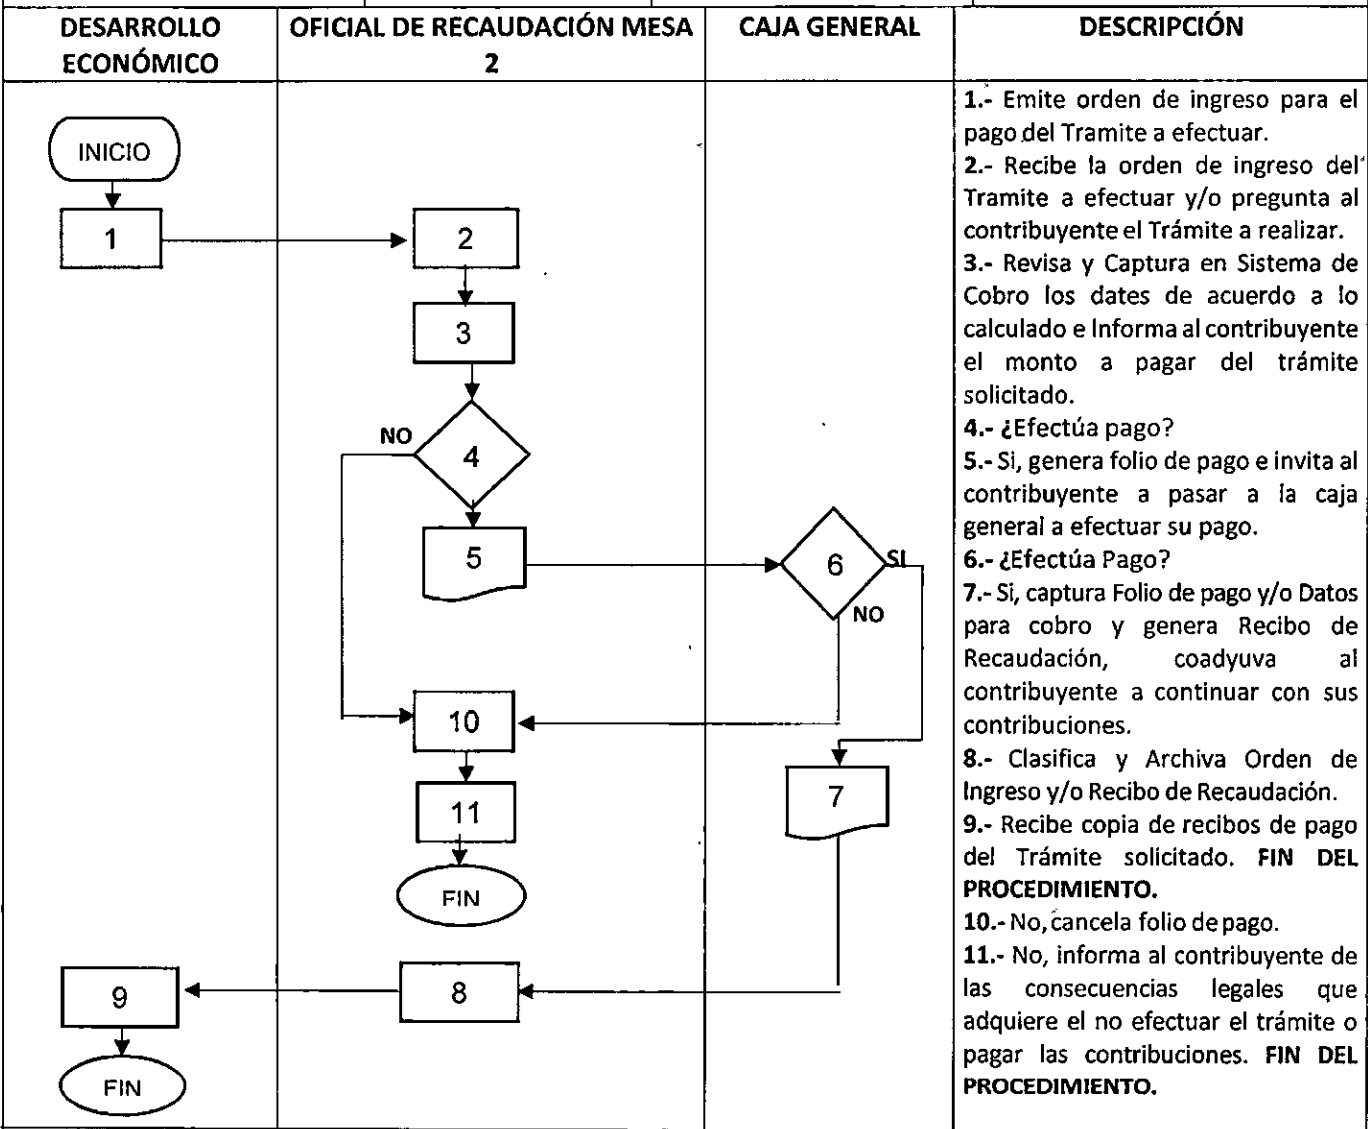 DESARROLLO
ECONÓMICO
OFICIAL DE RECAUDACIÓN MESA
2
CAJA GENERAL
DESCRIPCIÓN
INICIO
1
2
3
NO
4
5
6
SI
NO
10
7
11
FIN
9
8
FIN
1.- Emite orden de ingreso para el
pago del Tramite a efectuar.
2.- Recibe la orden de ingreso del
Tramite a efectuar y/o pregunta al
contribuyente el Trámite a realizar.
3.- Revisa y Captura en Sistema de
Cobro los dates de acuerdo a lo
calculado e Informa al contribuyente
el monto a pagar del trámite
solicitado.
4.- ¿Efectúa pago?
5.- Si, genera folio de pago e invita al
contribuyente a pasar a la caja
general a efectuar su pago.
6.- ¿Efectúa Pago?
7.- Si, captura Folio de pago y/o Datos
para cobro y genera Recibo de
Recaudación, coadyuva al
contribuyente a continuar con sus
contribuciones.
8.- Clasifica y Archiva Orden de
Ingreso y/o Recibo de Recaudación.
9.- Recibe copia de recibos de pago
del Trámite solicitado. FIN DEL
PROCEDIMIENTO.
10.- No, cancela folio de pago.
11.- No, informa al contribuyente de
las consecuencias legales que
adquiere el no efectuar el trámite o
pagar las contribuciones. FIN DEL
PROCEDIMIENTO.